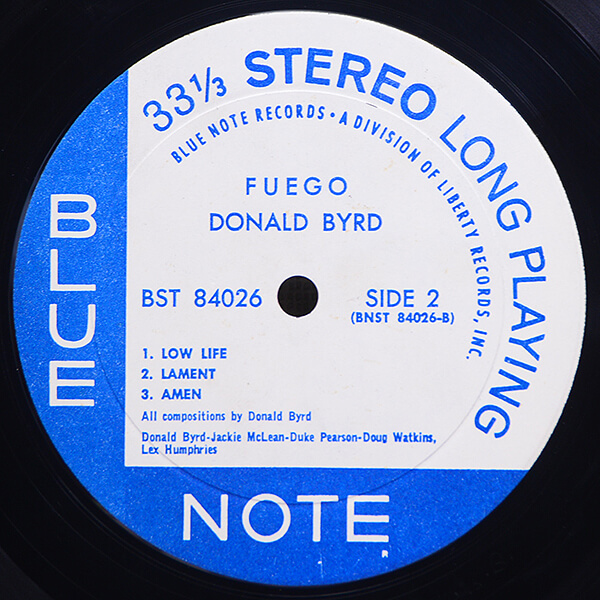 33 1/3 STEREO LONG PLAYING
BLUE NOTE RECORDS • A DIVISION OF LIBERTY RECORDS, INC.
FUEGO
DONALD BYRD
BST 84026
SIDE 2
(BNST 84026-B)
1. LOW LIFE
2. LAMENT
3. AMEN
All compositions by Donald Byrd
Donald Byrd-Jackie McLean-Duke Pearson-Doug Watkins,
Lex Humphries
BLUE
NOTE
R